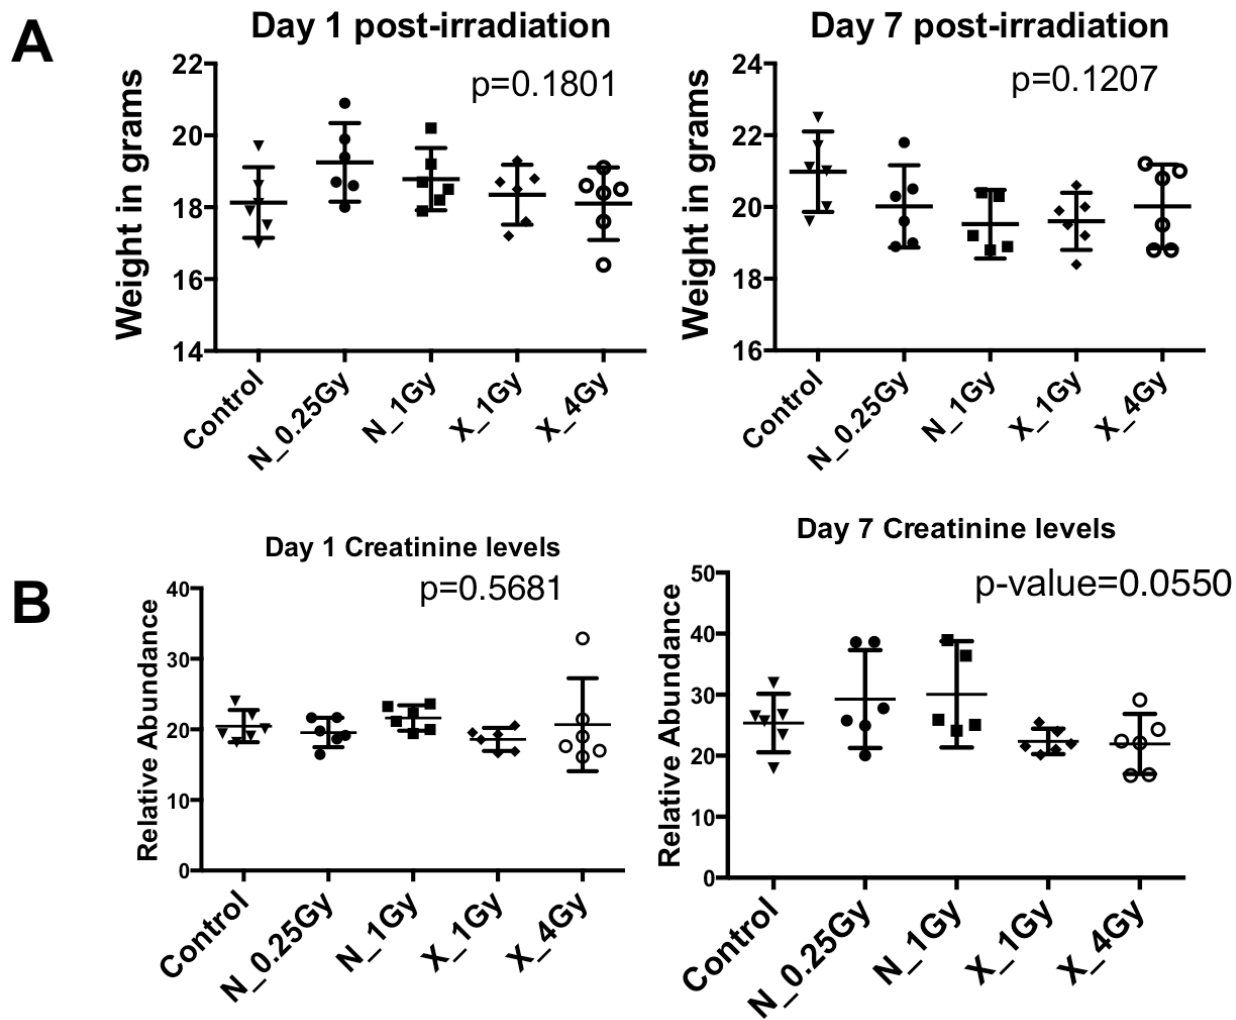 A
Day 1 post-irradiation
p=0.1801
Weight in grams
22
20
18
16
14
Control
N_0.25Gy
N_1Gy
X_1Gy
X_4Gy
Day 7 post-irradiation
p=0.1207
Weight in grams
24
22
20
18
16
Control
N_0.25Gy
N_1Gy
X_1Gy
X_4Gy
B
Day 1 Creatinine levels
p=0.5681
Relative Abundance
40
30
20
10
0
Control
N_0.25Gy
N_1Gy
X_1Gy
X_4Gy
Day 7 Creatinine levels
p-value=0.0550
Relative Abundance
50
40
30
20
10
0
Control
N_0.25Gy
N_1Gy
X_1Gy
X_4Gy